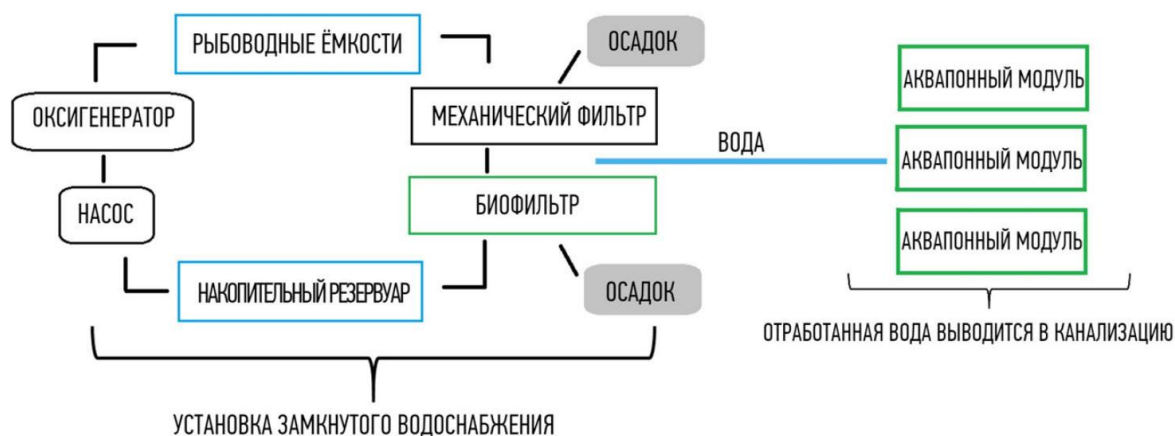 РЫБОВОДНЫЕ ЁМКОСТИ
ОСАДОК
АКВАПОННЫЙ МОДУЛЬ
ОКСИГЕНЕРАТОР
МЕХАНИЧЕСКИЙ ФИЛЬТР
ВОДА
АКВАПОННЫЙ МОДУЛЬ
НАСОС
БИОФИЛЬТР
АКВАПОННЫЙ МОДУЛЬ
НАКОПИТЕЛЬНЫЙ РЕЗЕРВУАР
ОСАДОК
ОТРАБОТАННАЯ ВОДА ВЫВОДИТСЯ В КАНАЛИЗАЦИЮ
УСТАНОВКА ЗАМКНУТОГО ВОДОСНАБЖЕНИЯ